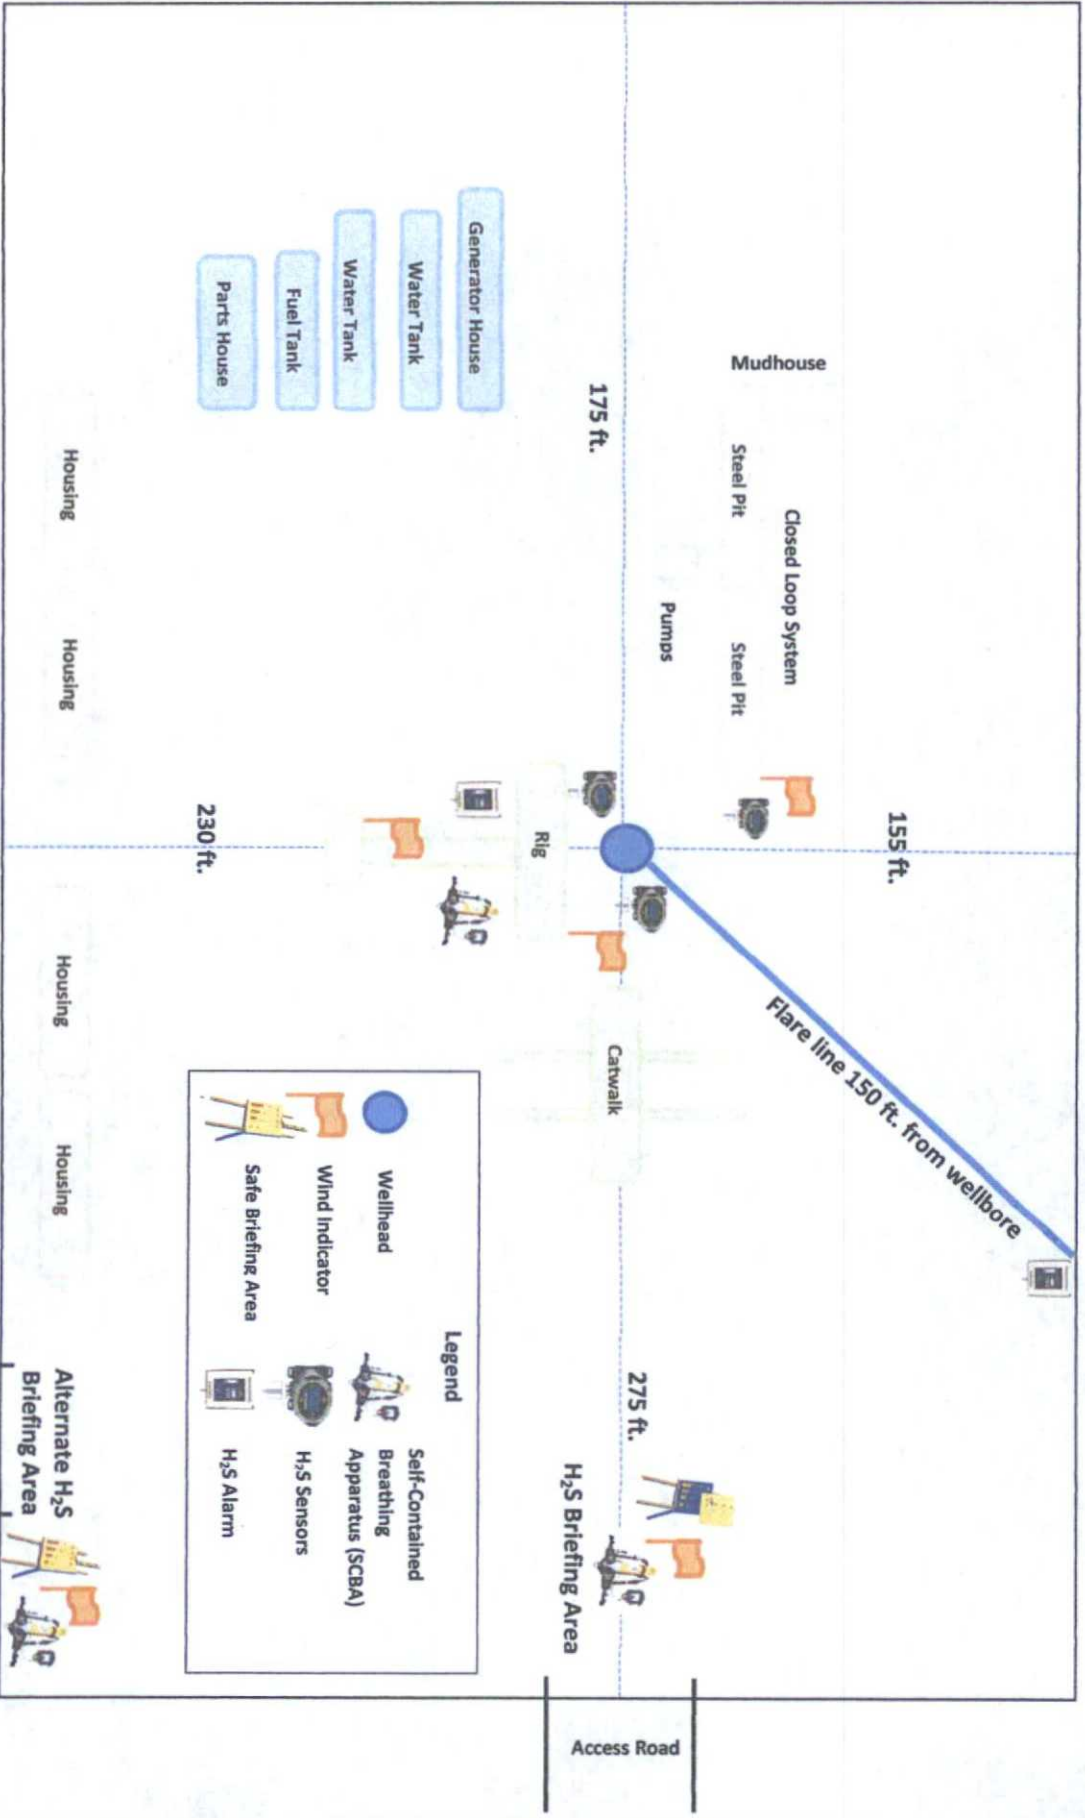 Mudhouse
Closed Loop System
Steel Pit
Steel Pit
Pumps
155 ft.
175 ft.
Flare line 150 ft. from wellbore
Generator House
Water Tank
Water Tank
Fuel Tank
Parts House
Rig
Catwalk
275 ft.
H₂S Briefing Area
Access Road
230 ft.
Legend
Wellhead
Wind Indicator
Safe Briefing Area
Self-Contained
Breathing
Apparatus (SCBA)
H₂S Sensors
H₂S Alarm
Housing
Housing
Housing
Housing
Alternate H₂S
Briefing Area